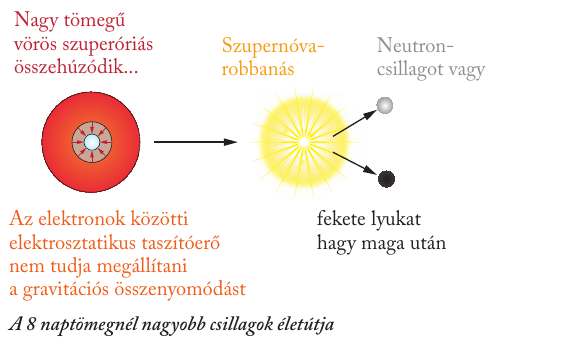 Nagy tömegű
vörös szuperóriás
összehúzódik...
Szupernóva-
robbanás
Neutron-
csillagot vagy
Az elektronok közötti
elektrosztatikus taszítóerő
nem tudja megállítani
a gravitációs összenyomódást
fekete lyukat
hagy maga után
A 8 naptömegnél nagyobb csillagok életútja